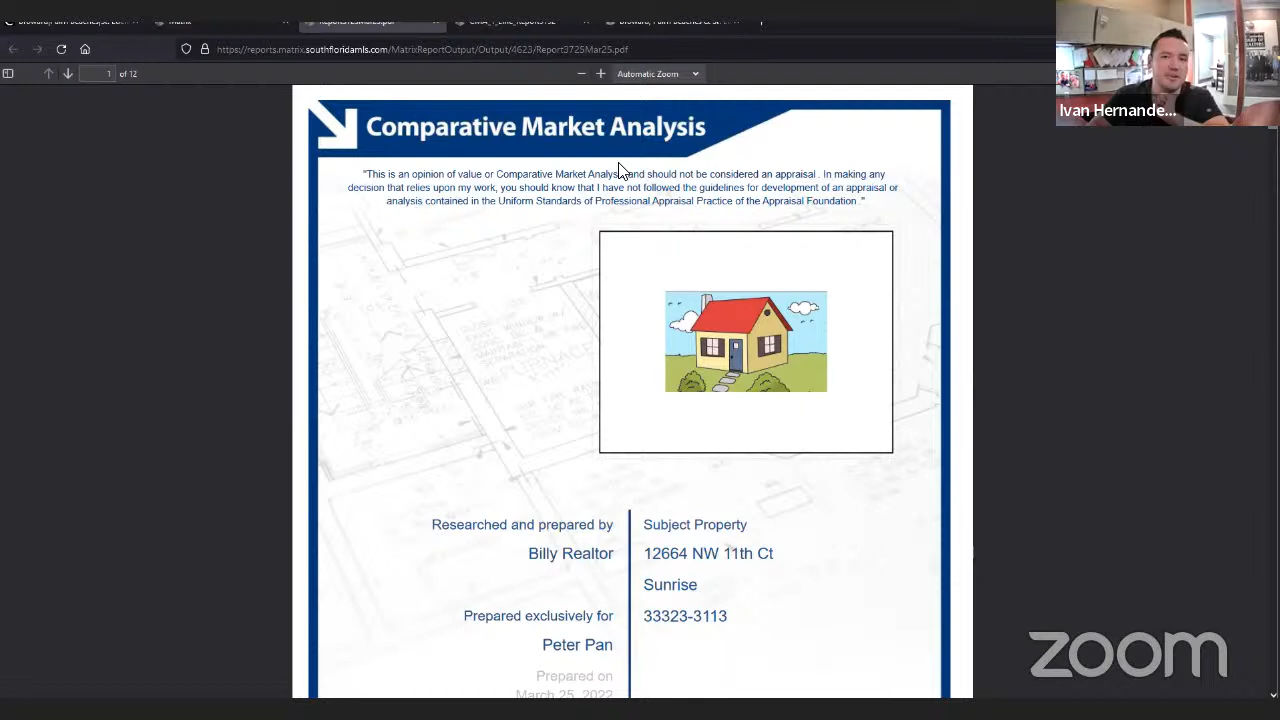 Matrix
https://reports.matrix.southfloridamls.com/MatrixReportOutput/Output/4623/Report3725Mar25.pdf
1 of 12
Automatic Zoom
Ivan Hernande...
Comparative Market Analysis
"This is an opinion of value or Comparative Market Analysis and should not be considered an appraisal . In making any
decision that relies upon my work, you should know that I have not followed the guidelines for development of an appraisal or
analysis contained in the Uniform Standards of Professional Appraisal Practice of the Appraisal Foundation ."
Researched and prepared by
Subject Property
Billy Realtor
12664 NW 11th Ct
Sunrise
Prepared exclusively for
33323-3113
Peter Pan
Prepared on
March 25, 2022
zoom